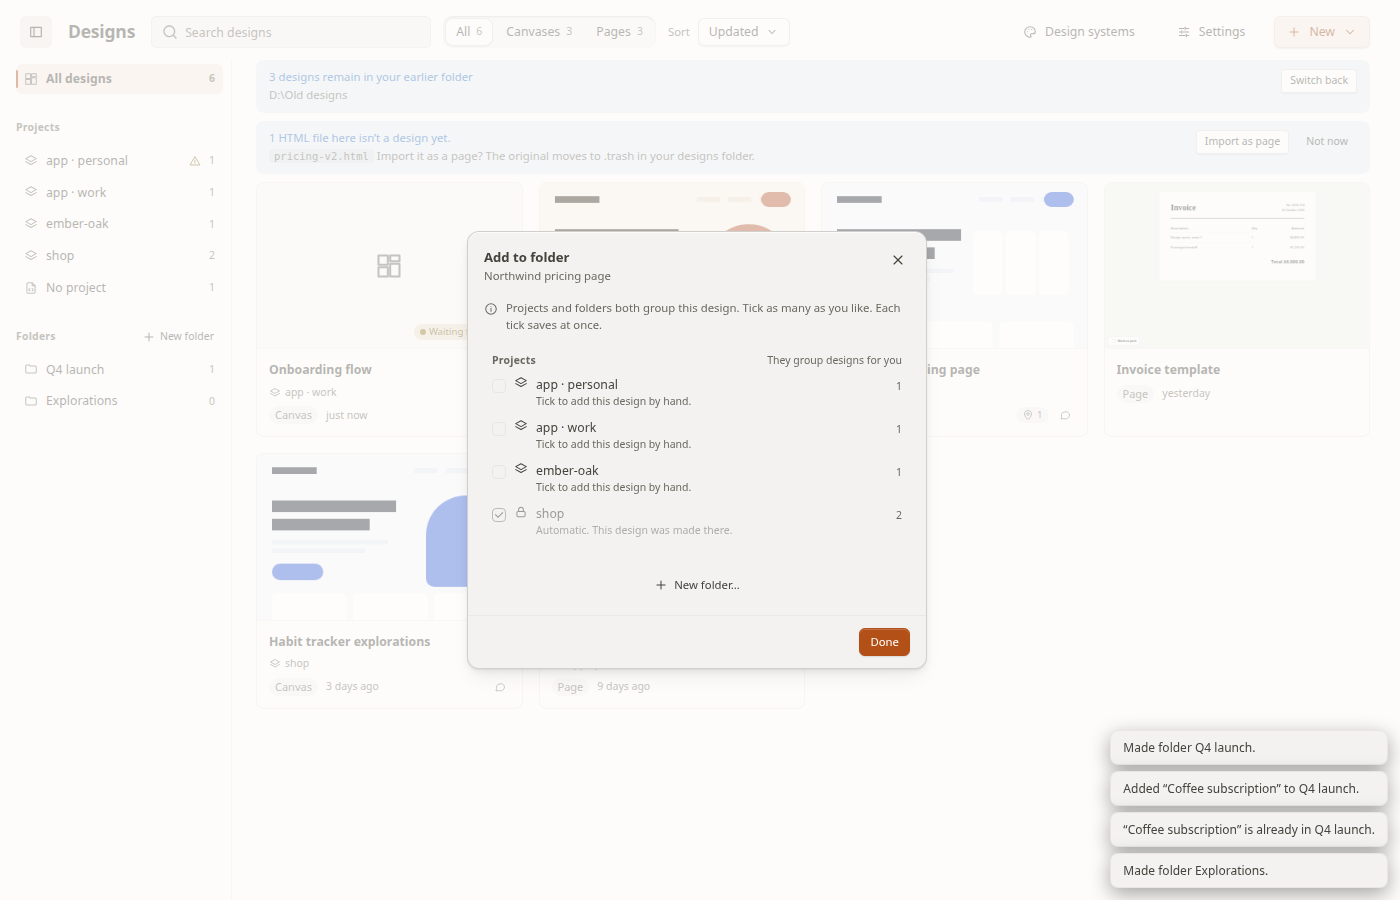 Designs
Search designs
All 6
Canvases 3
Pages 3
Sort
Updated
Design systems
Settings
New
All designs 6
Projects
app · personal 1
app · work 1
ember-oak 1
shop 2
No project 1
Folders
New folder
Q4 launch 1
Explorations 0
3 designs remain in your earlier folder
D:\Old designs
Switch back
1 HTML file here isn’t a design yet.
pricing-v2.html Import it as a page? The original moves to .trash in your designs folder.
Import as page
Not now
Waiting
Onboarding flow
app · work
Canvas just now
ing page
1
Invoice
Invoice template
Page yesterday
Habit tracker explorations
shop
Canvas 3 days ago
Page 9 days ago
Add to folder
Northwind pricing page
Projects and folders both group this design. Tick as many as you like. Each
tick saves at once.
Projects
They group designs for you
app · personal 1
Tick to add this design by hand.
app · work 1
Tick to add this design by hand.
ember-oak 1
Tick to add this design by hand.
shop 2
Automatic. This design was made there.
New folder...
Done
Made folder Q4 launch.
Added “Coffee subscription” to Q4 launch.
“Coffee subscription” is already in Q4 launch.
Made folder Explorations.